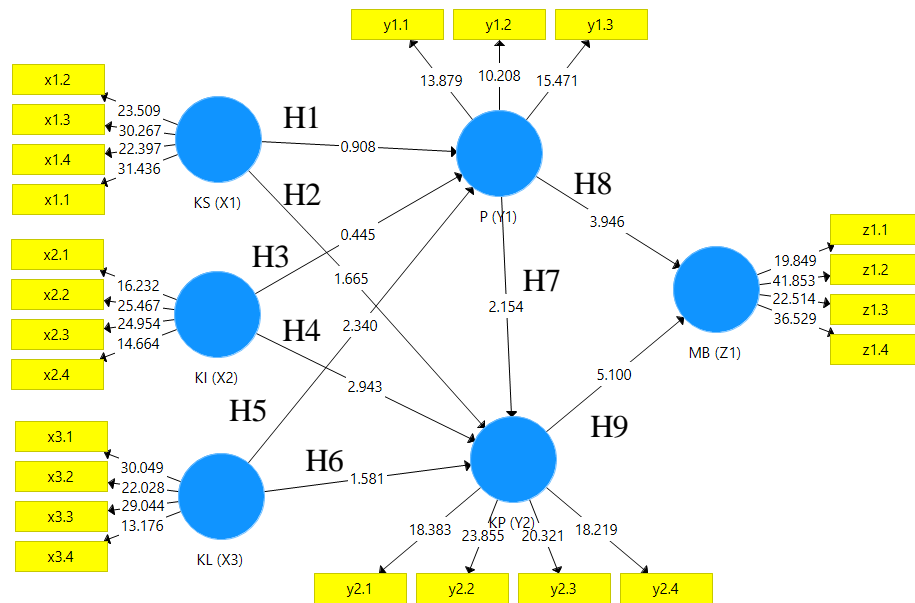 y1.1
y1.2
y1.3
13.879
10.208
15.471
x1.2
x1.3
x1.4
x1.1
23.509
30.267
22.397
31.436
KS (X1)
H1
0.908
H2
1.665
P (Y1)
H8
3.946
x2.1
x2.2
x2.3
x2.4
16.232
25.467
24.954
14.664
KI (X2)
H3
0.445
H4
2.943
H7
2.154
z1.1
z1.2
z1.3
z1.4
19.849
41.853
22.514
36.529
MB (Z1)
x3.1
x3.2
x3.3
x3.4
30.049
22.028
29.044
13.176
KL (X3)
H5
2.340
H6
1.581
H9
5.100
KP (Y2)
18.383
23.855
20.321
18.219
y2.1
y2.2
y2.3
y2.4